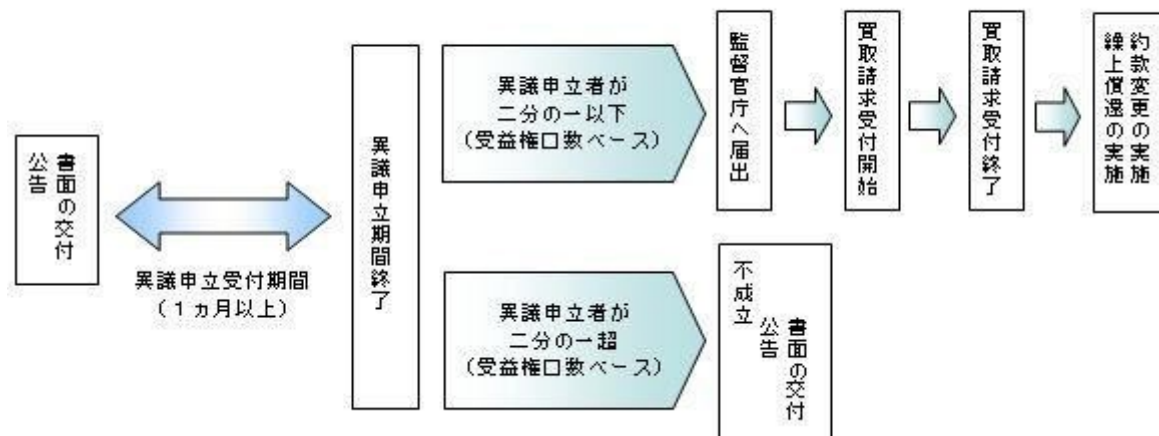 書面の交付
公告
異議申立受付期間
（１ヵ月以上）
異議申立期間終了
異議申立者が
二分の一以下
（受益権口数ベース）
監督官庁へ届出
買取請求受付開始
買取請求受付終了
約款変更の実施
繰上償還の実施
異議申立者が
二分の一超
（受益権口数ベース）
不成立
書面の交付
公告